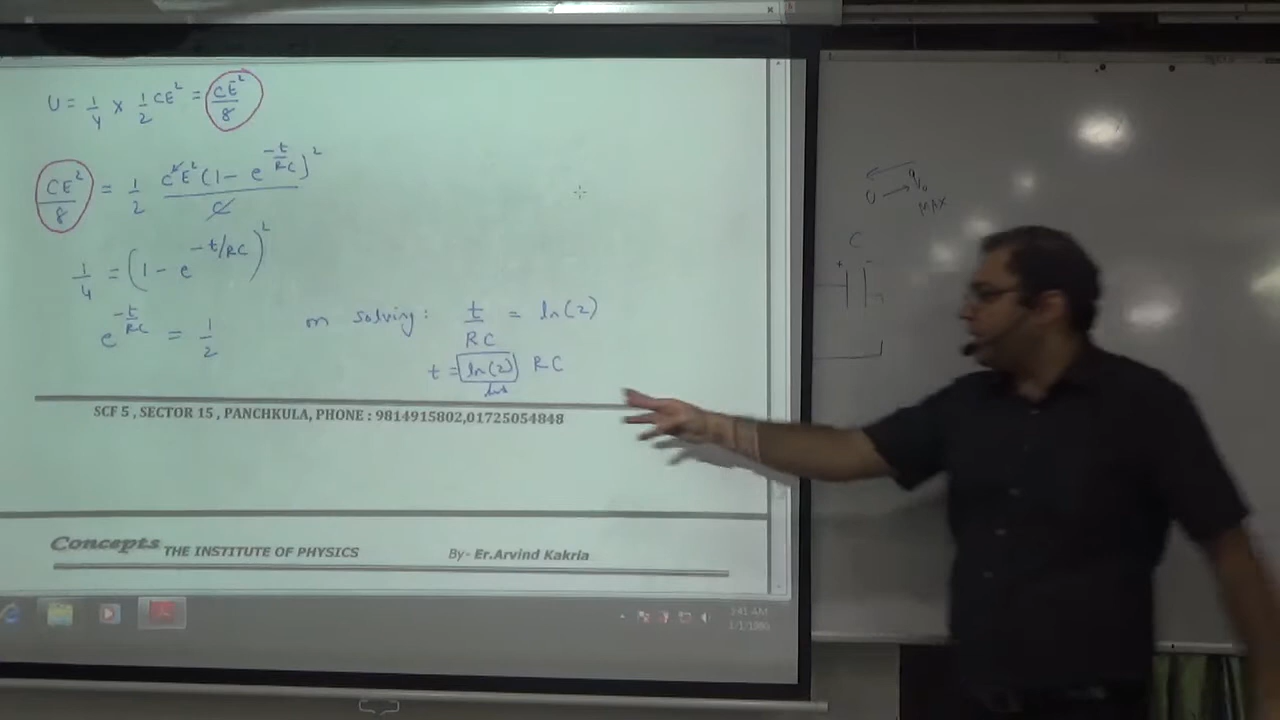 U = 1/4 × 1/2 CE² = CE²/8
CE²/8 = 1/2 C²E²(1 - e^(-t/RC))²/C
1/4 = (1 - e^(-t/RC))²
e^(-t/RC) = 1/2
on solving: t/RC = ln(2)
t = ln(2) RC
SCF 5 , SECTOR 15 , PANCHKULA, PHONE : 9814915802,01725054848
Concepts THE INSTITUTE OF PHYSICS By- Er.Arvind Kakria
MAX
C
+ -